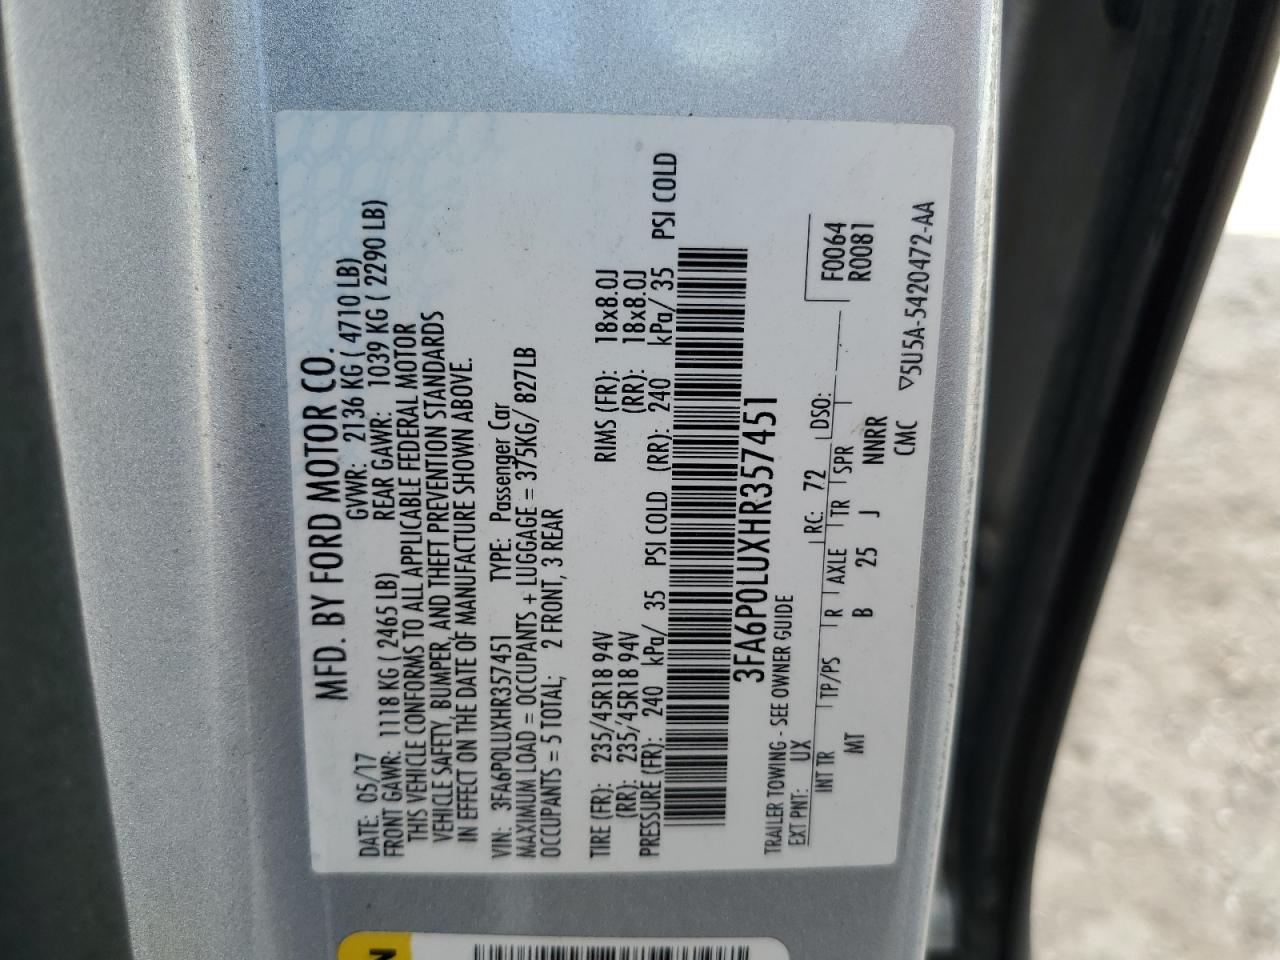 MFD. BY FORD MOTOR CO.
DATE: 05/17 GVWR: 2136 KG ( 4710 LB)
FRONT GAWR: 1118 KG ( 2465 LB) REAR GAWR: 1039 KG ( 2290 LB)
THIS VEHICLE CONFORMS TO ALL APPLICABLE FEDERAL MOTOR
VEHICLE SAFETY, BUMPER, AND THEFT PREVENTION STANDARDS
IN EFFECT ON THE DATE OF MANUFACTURE SHOWN ABOVE.
VIN: 3FA6P0LUXHR357451 TYPE: Passenger Car
MAXIMUM LOAD = OCCUPANTS + LUGGAGE = 375KG/ 827LB
OCCUPANTS = 5 TOTAL; 2 FRONT, 3 REAR
TIRE (FR): 235/45R18 94V RIMS (FR): 18x8.0J
(RR): 235/45R18 94V (RR): 18x8.0J
PRESSURE (FR): 240 kPa/ 35 PSI COLD (RR): 240 kPa/ 35 PSI COLD
3FA6P0LUXHR357451
TRAILER TOWING - SEE OWNER GUIDE
EXT PNT: UX RC: 72 DSO:
INT TR TP/PS R AXLE TR SPR
MT B 25 J NNRR
CMC
F0064
R0081
▽5U5A-5420472-AA
N